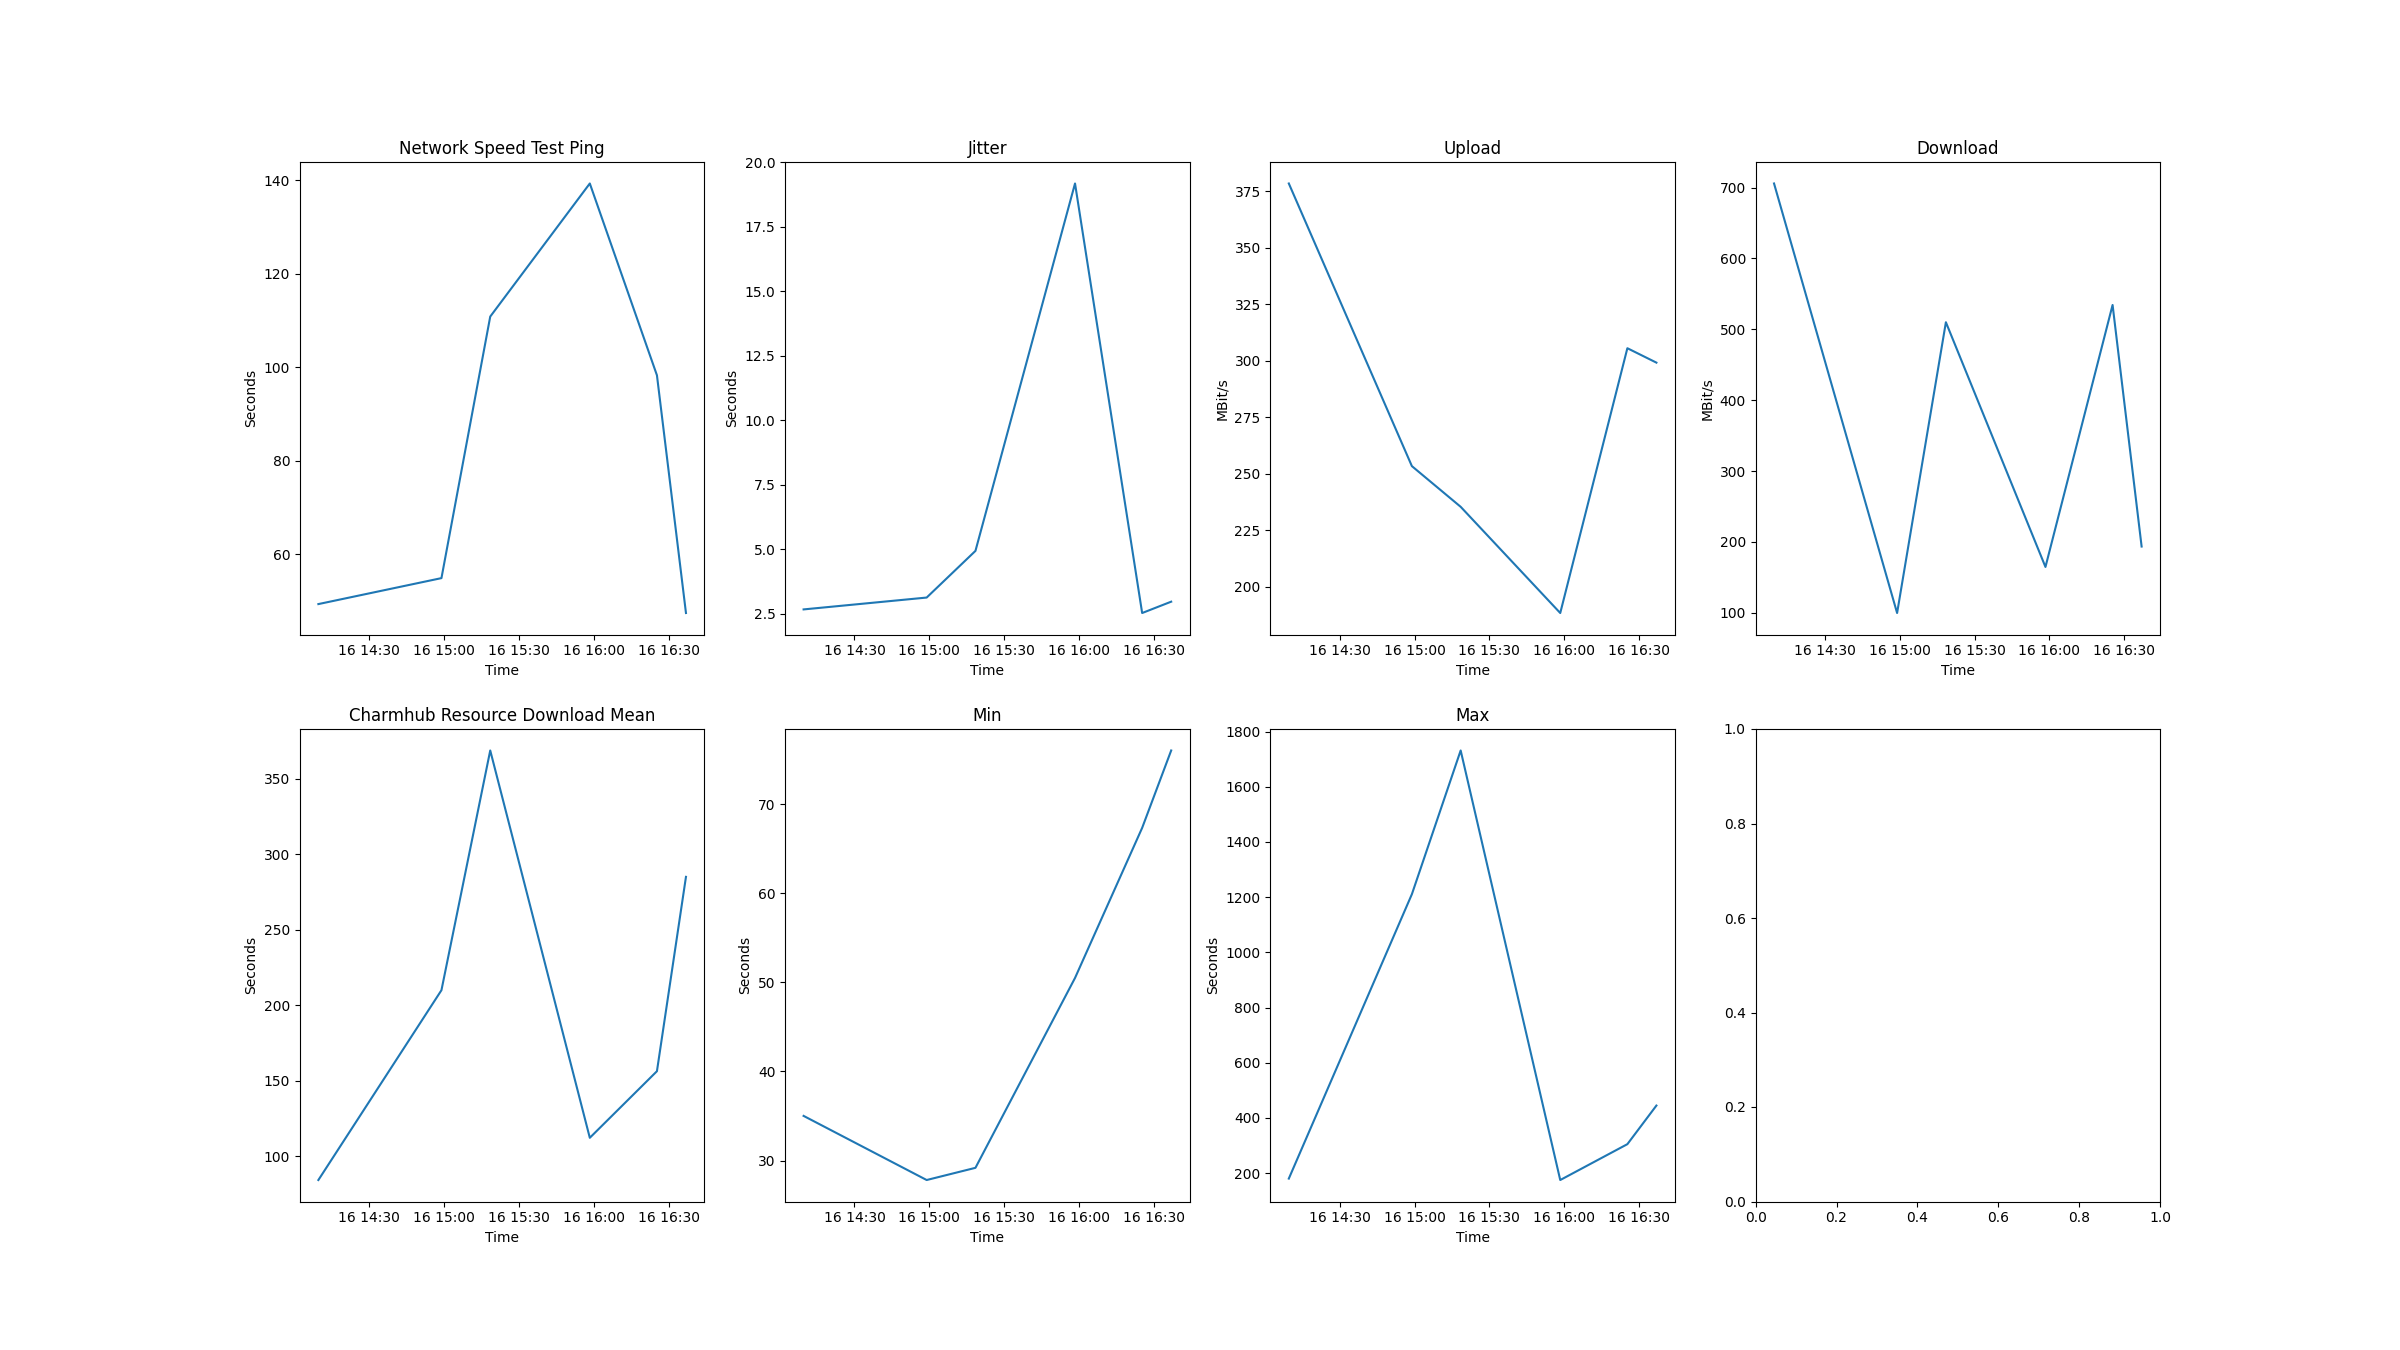 Network Speed Test Ping
140
120
100
80
60
Seconds
16 14:30 16 15:00 16 15:30 16 16:00 16 16:30
Time
Jitter
20.0
17.5
15.0
12.5
10.0
7.5
5.0
2.5
Seconds
16 14:30 16 15:00 16 15:30 16 16:00 16 16:30
Time
Upload
375
350
325
300
275
250
225
200
MBit/s
16 14:30 16 15:00 16 15:30 16 16:00 16 16:30
Time
Download
700
600
500
400
300
200
100
MBit/s
16 14:30 16 15:00 16 15:30 16 16:00 16 16:30
Time
Charmhub Resource Download Mean
350
300
250
200
150
100
Seconds
16 14:30 16 15:00 16 15:30 16 16:00 16 16:30
Time
Min
70
60
50
40
30
Seconds
16 14:30 16 15:00 16 15:30 16 16:00 16 16:30
Time
Max
1800
1600
1400
1200
1000
800
600
400
200
Seconds
16 14:30 16 15:00 16 15:30 16 16:00 16 16:30
Time
1.0
0.8
0.6
0.4
0.2
0.0
0.0 0.2 0.4 0.6 0.8 1.0